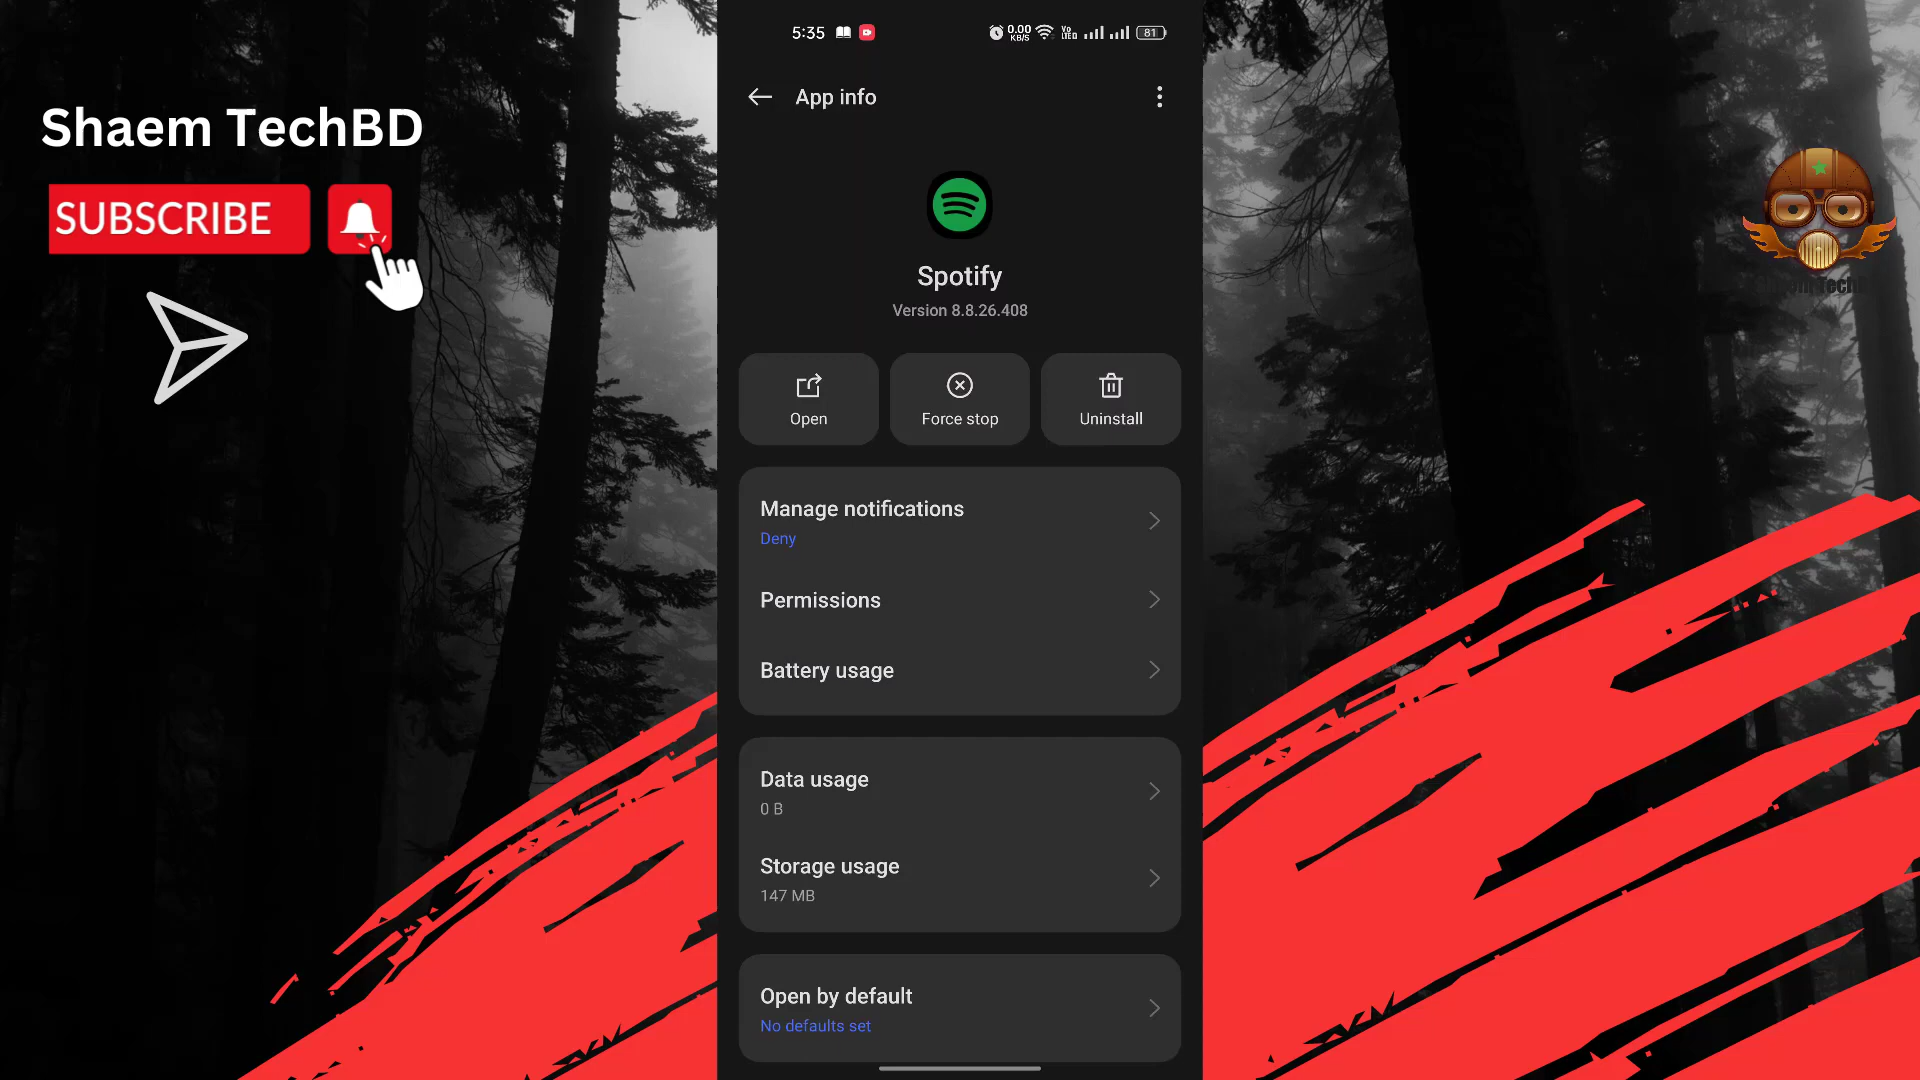 Shaem TechBD
SUBSCRIBE
5:35
0.00
KB/S
Vo
LTE
81
App info
Spotify
Version 8.8.26.408
Open
Force stop
Uninstall
Manage notifications
Deny
Permissions
Battery usage
Data usage
0 B
Storage usage
147 MB
Open by default
No defaults set